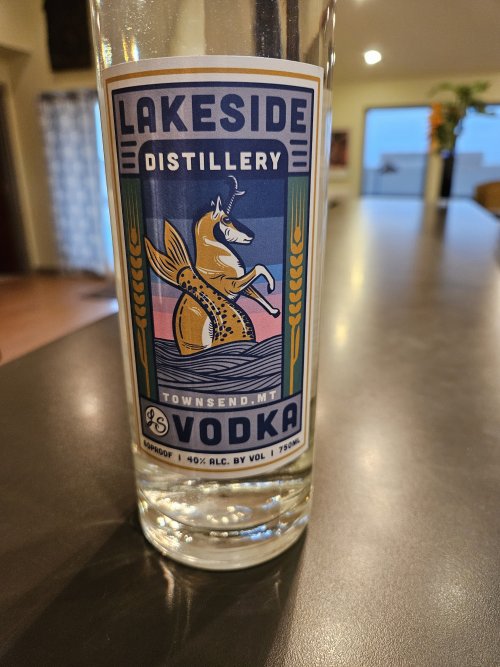 LAKESIDE
DISTILLERY
TOWNSEND, MT
LS VODKA
80PROOF | 40% ALC. BY VOL | 750ML